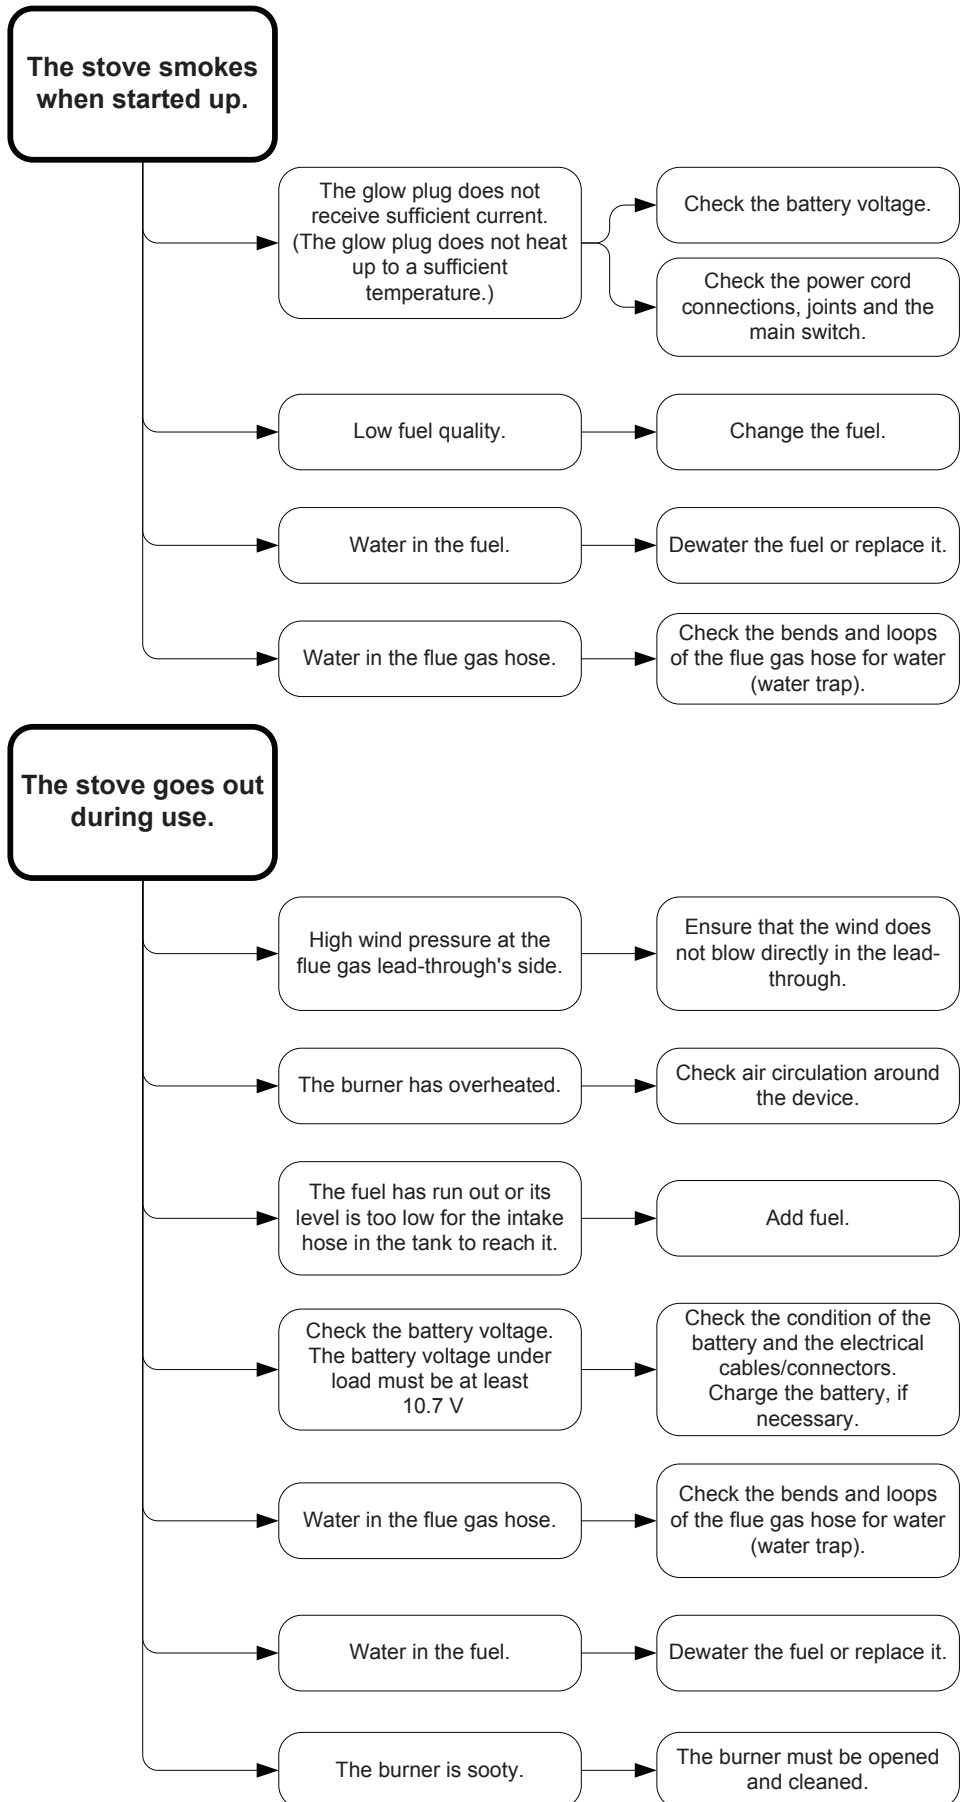 The stove smokes
when started up.
The glow plug does not
receive sufficient current.
(The glow plug does not heat
up to a sufficient
temperature.)
Check the battery voltage.
Check the power cord
connections, joints and the
main switch.
Low fuel quality.
Change the fuel.
Water in the fuel.
Dewater the fuel or replace it.
Water in the flue gas hose.
Check the bends and loops
of the flue gas hose for water
(water trap).
The stove goes out
during use.
High wind pressure at the
flue gas lead-through's side.
Ensure that the wind does
not blow directly in the lead-
through.
The burner has overheated.
Check air circulation around
the device.
The fuel has run out or its
level is too low for the intake
hose in the tank to reach it.
Add fuel.
Check the battery voltage.
The battery voltage under
load must be at least
10.7 V
Check the condition of the
battery and the electrical
cables/connectors.
Charge the battery, if
necessary.
Water in the flue gas hose.
Check the bends and loops
of the flue gas hose for water
(water trap).
Water in the fuel.
Dewater the fuel or replace it.
The burner is sooty.
The burner must be opened
and cleaned.